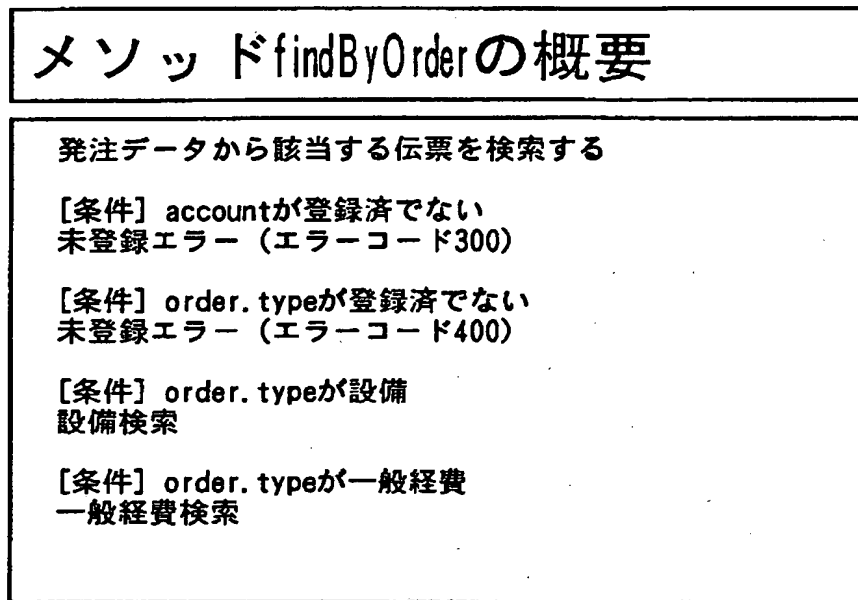 メソッドfindByOrderの概要
発注データから該当する伝票を検索する
[条件] accountが登録済でない
未登録エラー (エラーコード300)
[条件] order.typeが登録済でない
未登録エラー (エラーコード400)
[条件] order.typeが設備
設備検索
[条件] order.typeが一般経費
一般経費検索